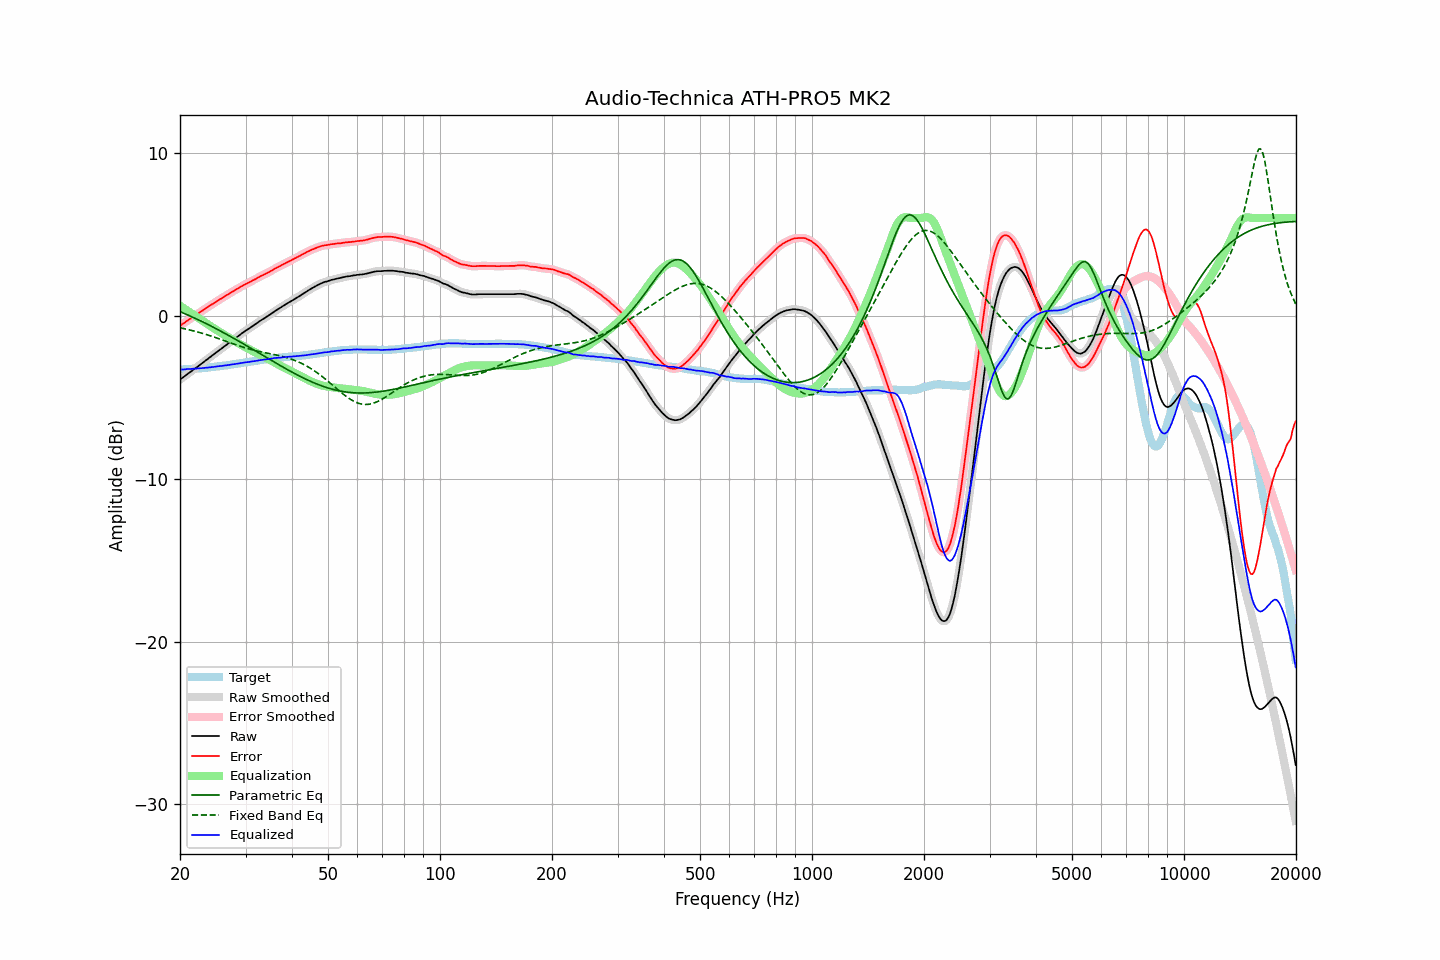 Audio-Technica ATH-PRO5 MK2
10
0
−10
−20
−30
Amplitude (dBr)
Target
Raw Smoothed
Error Smoothed
Raw
Error
Equalization
Parametric Eq
Fixed Band Eq
Equalized
20 50 100 200 500 1000 2000 5000 10000 20000
Frequency (Hz)